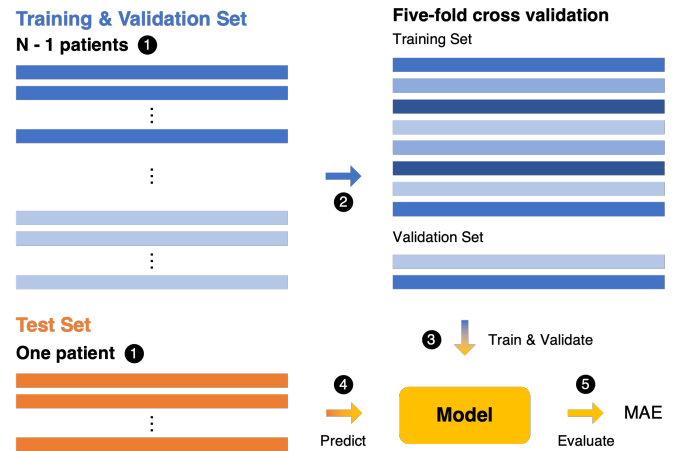 Training & Validation Set
N - 1 patients 1
2
Five-fold cross validation
Training Set
Validation Set
3 Train & Validate
Test Set
One patient 1
4
Predict
Model
5
Evaluate
MAE